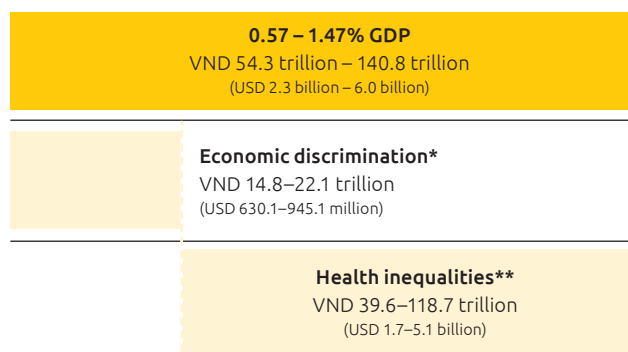 0.57 – 1.47% GDP
VND 54.3 trillion – 140.8 trillion
(USD 2.3 billion – 6.0 billion)
Economic discrimination*
VND 14.8–22.1 trillion
(USD 630.1–945.1 million)
Health inequalities**
VND 39.6–118.7 trillion
(USD 1.7–5.1 billion)